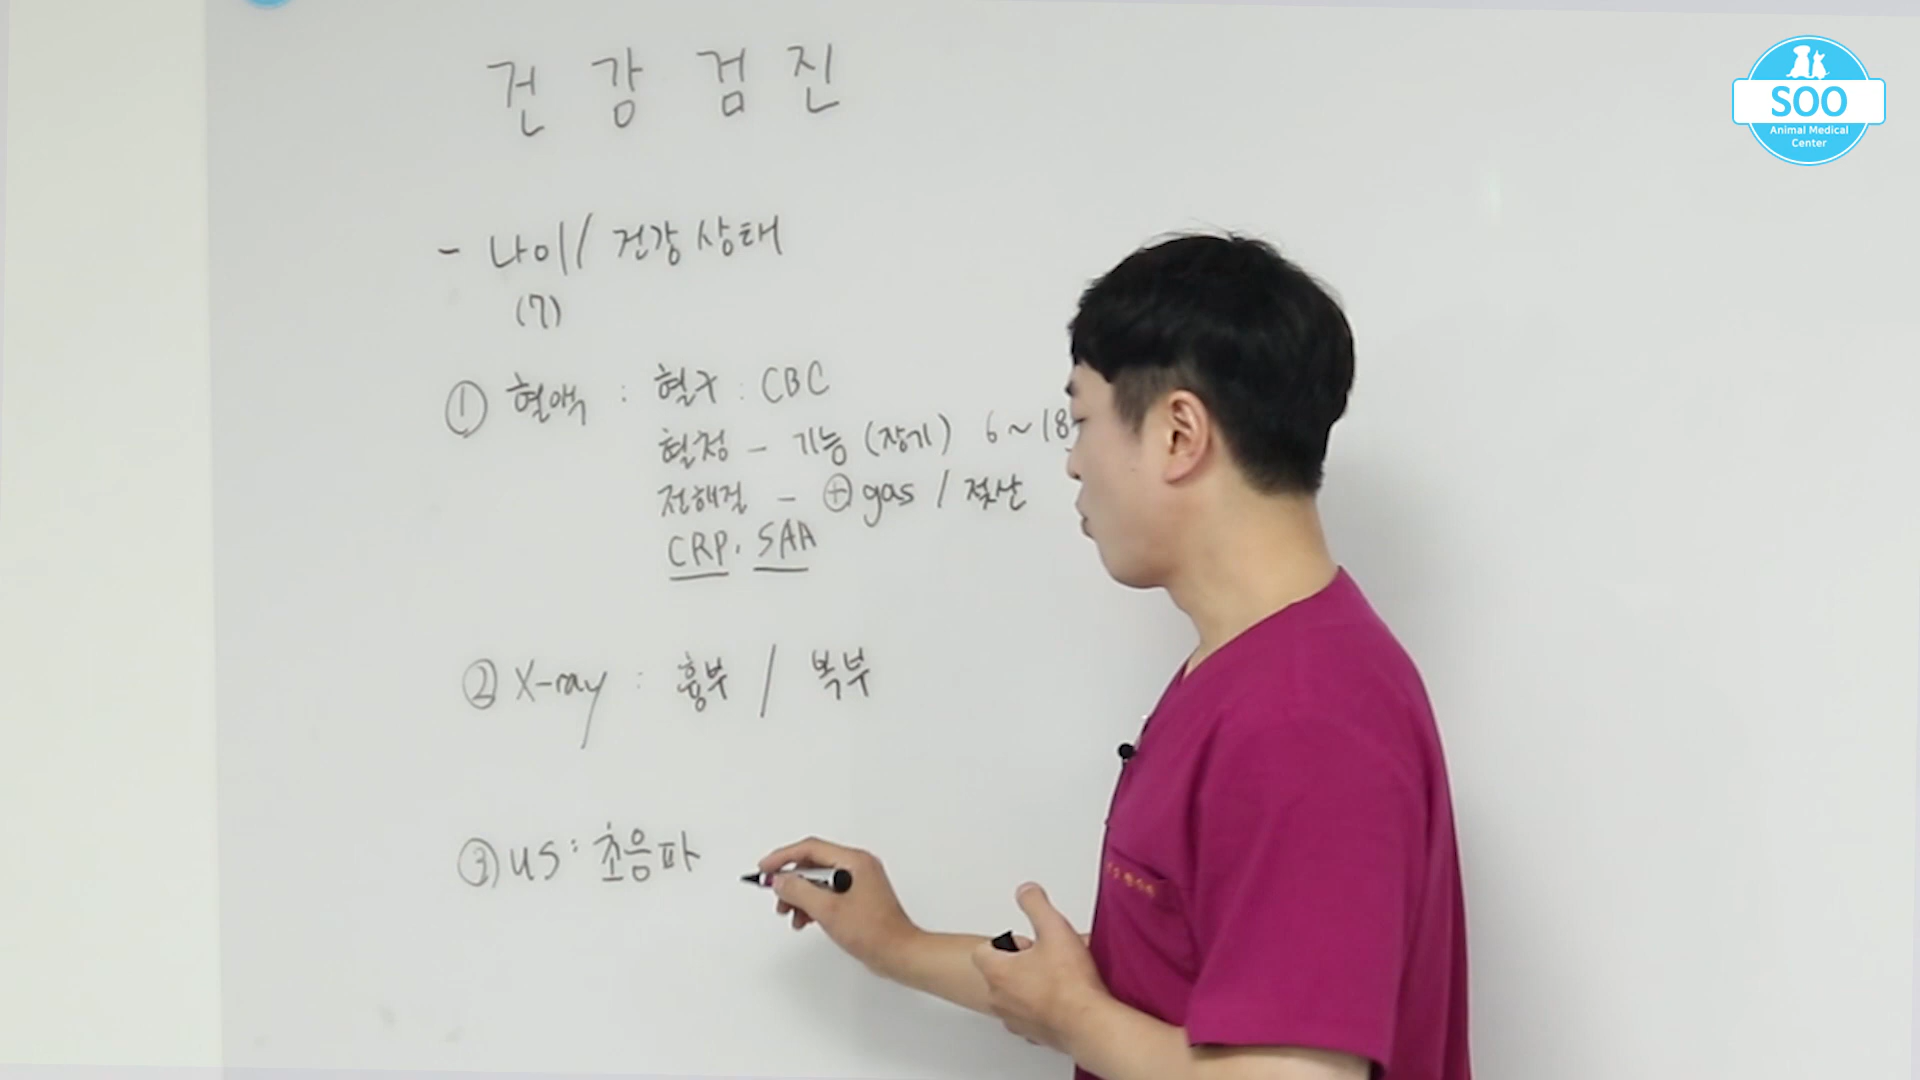 건강검진
- 나이 / 건강상태
(7)
① 혈액 : 혈구 : CBC
혈청 - 기능 (장기) 6~18
전해질 - ⊕ gas / 젖산
CRP. SAA
② X-ray : 흉부 / 복부
③ US : 초음파
SOO
Animal Medical
Center